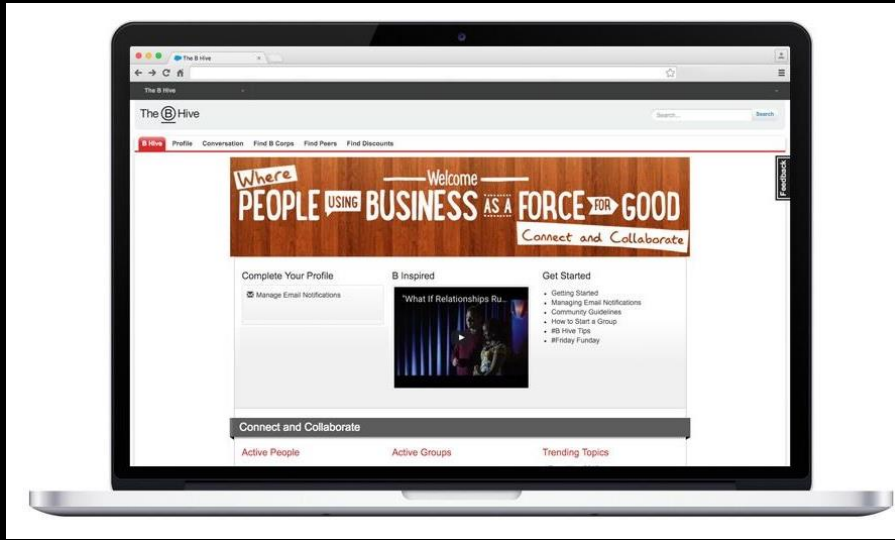 The B Hive
The B Hive
The B Hive
Search...
Search
B Hive Profile Conversation Find B Corps Find Peers Find Discounts
Feedback
Where
Welcome
PEOPLE USING BUSINESS AS A FORCE FOR GOOD
Connect and Collaborate
Complete Your Profile
Manage Email Notifications
B Inspired
"What If Relationships Ru...
Get Started
Getting Started
Managing Email Notifications
Community Guidelines
How to Start a Group
#B Hive Tips
#Friday Funday
Connect and Collaborate
Active People
Active Groups
Trending Topics